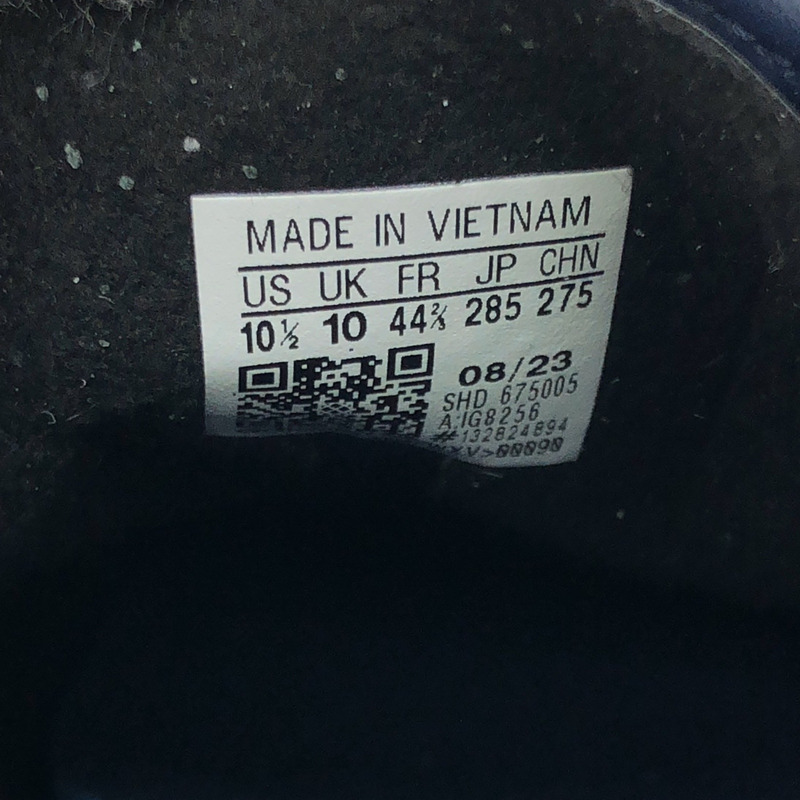 MADE IN VIETNAM
US UK FR JP CHN
10½ 10 44⅔ 285 275
08/23
SHD 675005
A:IG8256
#132824894
>00090